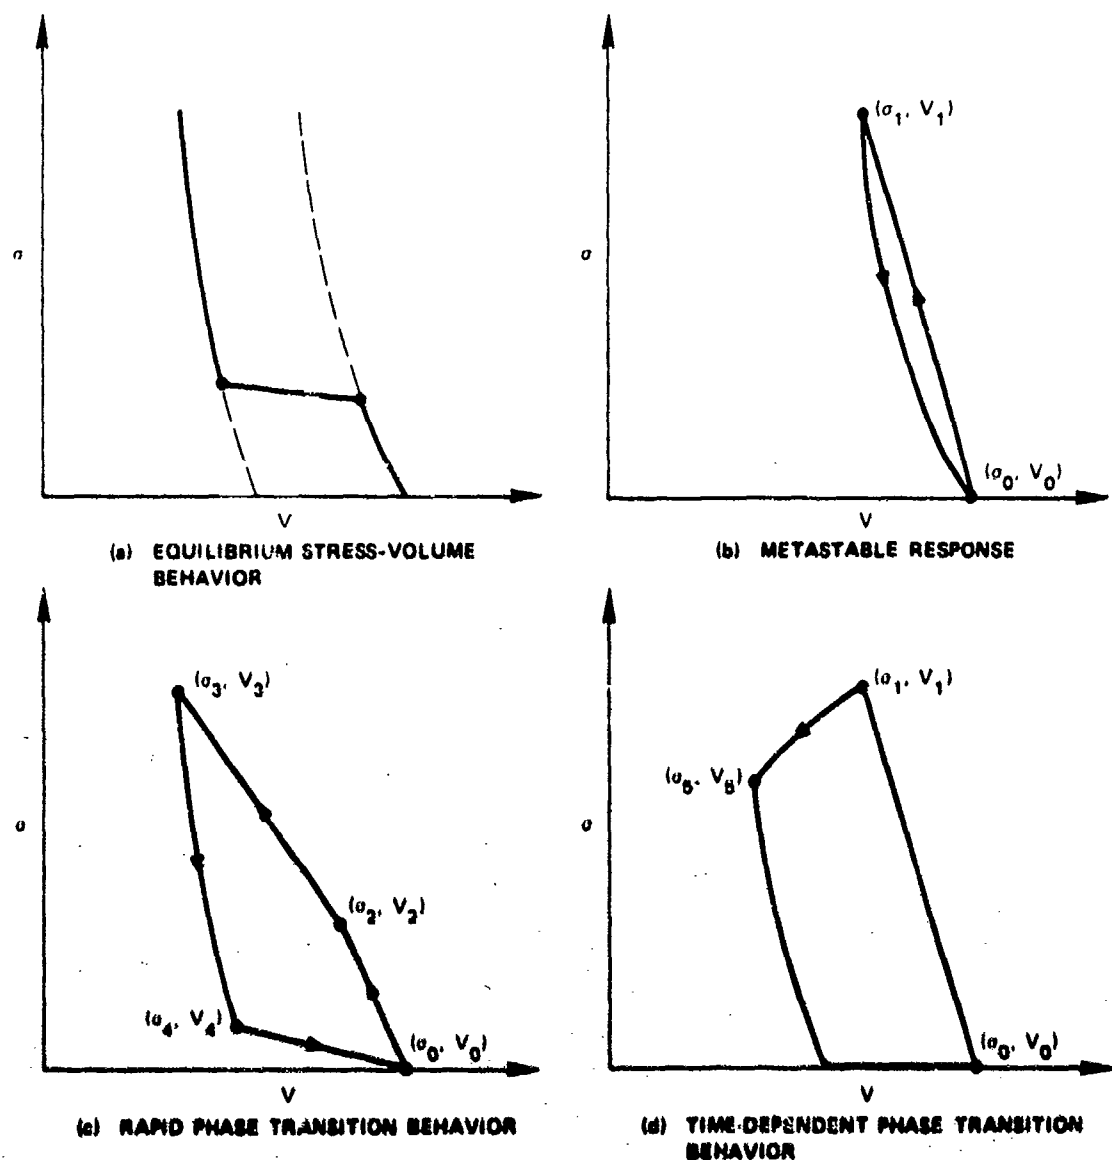 σ
V
(a) EQUILIBRIUM STRESS-VOLUME
BEHAVIOR
(σ₁, V₁)
σ
(σ₀, V₀)
V
(b) METASTABLE RESPONSE
(σ₃, V₃)
σ
(σ₂, V₂)
(σ₄, V₄)
(σ₀, V₀)
V
(c) RAPID PHASE TRANSITION BEHAVIOR
(σ₁, V₁)
(σ₅, V₅)
σ
(σ₀, V₀)
V
(d) TIME-DEPENDENT PHASE TRANSITION
BEHAVIOR